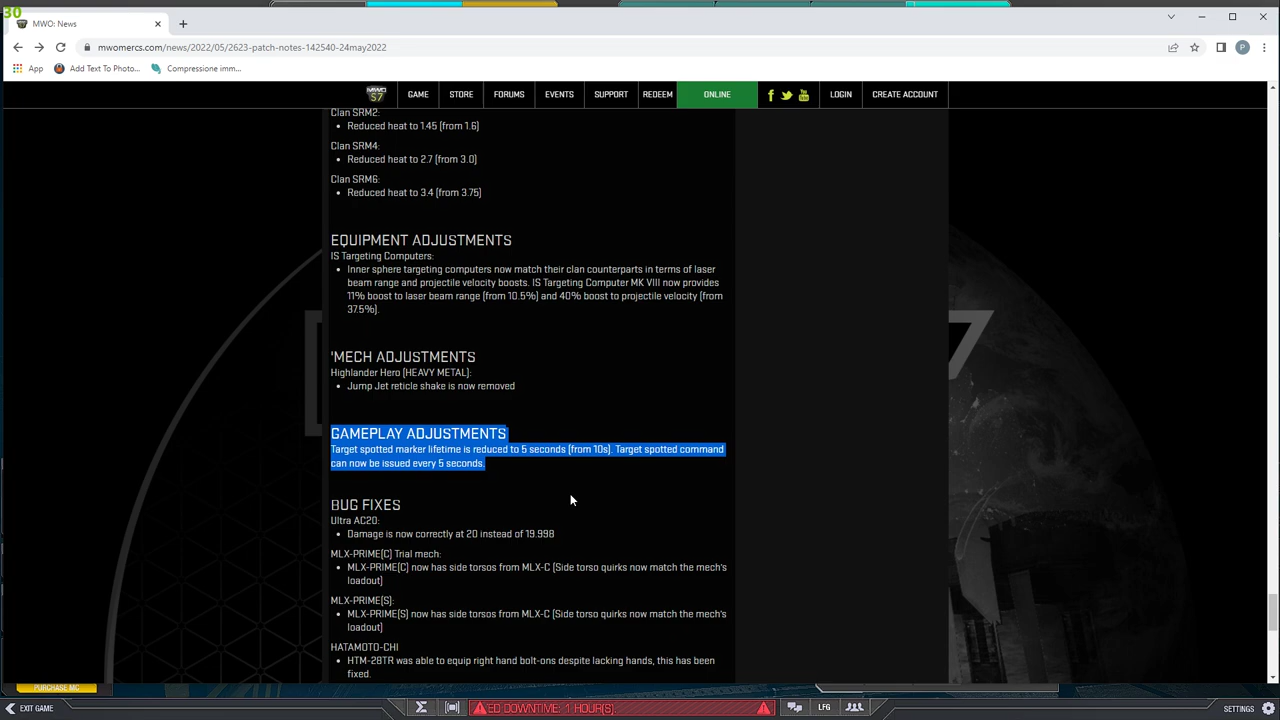 30
MWO: News
mwomercs.com/news/2022/05/2623-patch-notes-142540-24may2022
P
App Add Text To Photo... Compressione imm...
MWO S7 GAME STORE FORUMS EVENTS SUPPORT REDEEM ONLINE LOGIN CREATE ACCOUNT
Clan SRM2:
• Reduced heat to 1.45 (from 1.6)
Clan SRM4:
• Reduced heat to 2.7 (from 3.0)
Clan SRM6:
• Reduced heat to 3.4 (from 3.75)
EQUIPMENT ADJUSTMENTS
IS Targeting Computers:
• Inner sphere targeting computers now match their clan counterparts in terms of laser
beam range and projectile velocity boosts. IS Targeting Computer MK VIII now provides
11% boost to laser beam range (from 10.5%) and 40% boost to projectile velocity (from
37.5%).
'MECH ADJUSTMENTS
Highlander Hero (HEAVY METAL):
• Jump Jet reticle shake is now removed
GAMEPLAY ADJUSTMENTS
Target spotted marker lifetime is reduced to 5 seconds (from 10s). Target spotted command
can now be issued every 5 seconds.
BUG FIXES
Ultra AC20:
• Damage is now correctly at 20 instead of 19.998
MLX-PRIME(C) Trial mech:
• MLX-PRIME(C) now has side torsos from MLX-C (Side torso quirks now match the mech's
loadout)
MLX-PRIME(S):
• MLX-PRIME(S) now has side torsos from MLX-C (Side torso quirks now match the mech's
loadout)
HATAMOTO-CHI
• HTM-28TR was able to equip right hand bolt-ons despite lacking hands, this has been
fixed.
PURCHASE MC
EXIT GAME ED DOWNTIME: 1 HOUR(S). LFG SETTINGS